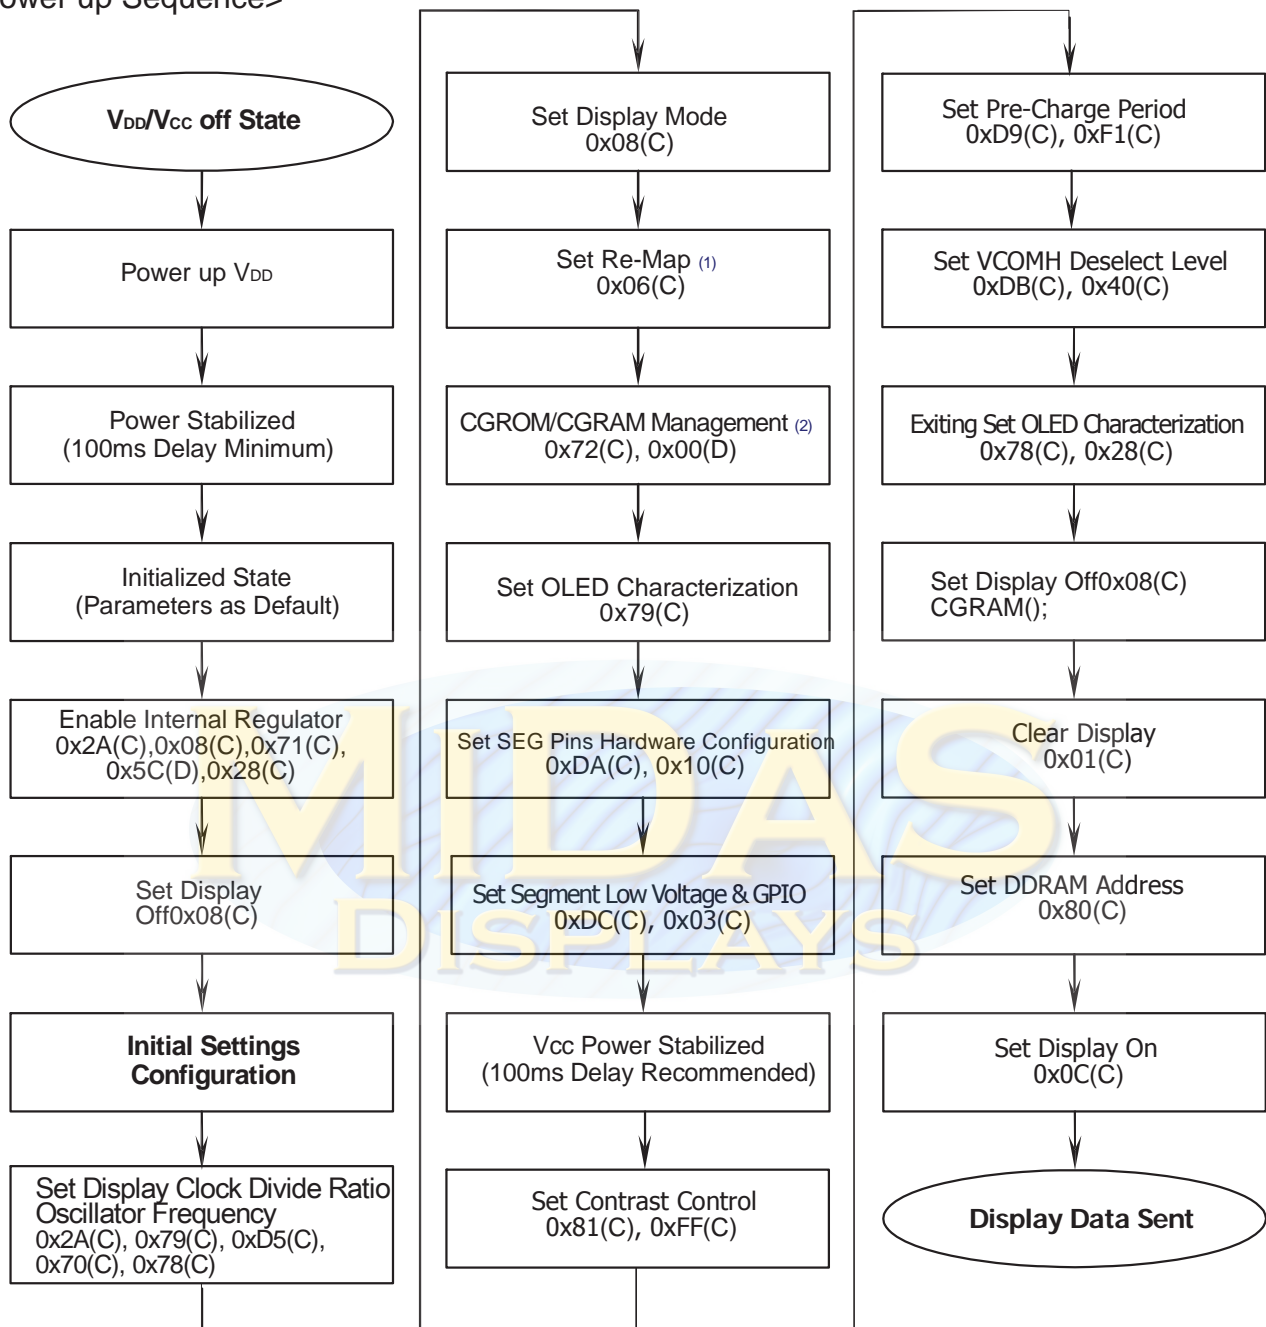 ower up Sequence>
VDD/VCC off State
Power up VDD
Power Stabilized
(100ms Delay Minimum)
Initialized State
(Parameters as Default)
Enable Internal Regulator
0x2A(C),0x08(C),0x71(C),
0x5C(D),0x28(C)
Set Display
Off0x08(C)
Initial Settings
Configuration
Set Display Clock Divide Ratio
Oscillator Frequency
0x2A(C), 0x79(C), 0xD5(C),
0x70(C), 0x78(C)
Set Display Mode
0x08(C)
Set Re-Map (1)
0x06(C)
CGROM/CGRAM Management (2)
0x72(C), 0x00(D)
Set OLED Characterization
0x79(C)
Set SEG Pins Hardware Configuration
0xDA(C), 0x10(C)
Set Segment Low Voltage & GPIO
0xDC(C), 0x03(C)
Vcc Power Stabilized
(100ms Delay Recommended)
Set Contrast Control
0x81(C), 0xFF(C)
Set Pre-Charge Period
0xD9(C), 0xF1(C)
Set VCOMH Deselect Level
0xDB(C), 0x40(C)
Exiting Set OLED Characterization
0x78(C), 0x28(C)
Set Display Off0x08(C)
CGRAM();
Clear Display
0x01(C)
Set DDRAM Address
0x80(C)
Set Display On
0x0C(C)
Display Data Sent
MIDAS
DISPLAYS